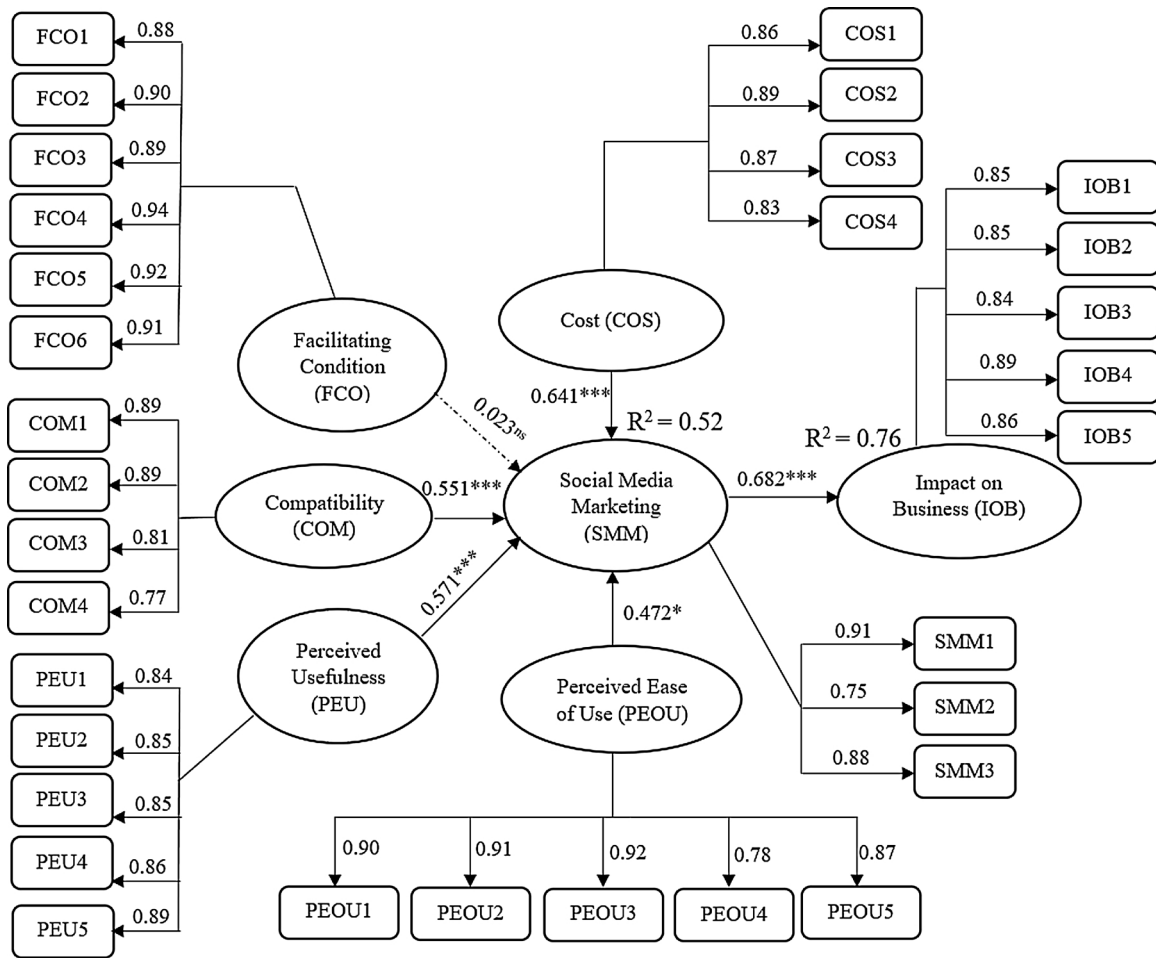 FCO1
0.88
FCO2
0.90
FCO3
0.89
FCO4
0.94
FCO5
0.92
FCO6
0.91
Facilitating
Condition
(FCO)
0.023ns
COS1
0.86
COS2
0.89
COS3
0.87
COS4
0.83
Cost (COS)
0.641***
R2 = 0.52
IOB1
0.85
IOB2
0.85
IOB3
0.84
IOB4
0.89
IOB5
0.86
R2 = 0.76
Impact on
Business (IOB)
COM1
0.89
COM2
0.89
COM3
0.81
COM4
0.77
Compatibility
(COM)
0.551***
Social Media
Marketing
(SMM)
0.682***
PEU1
0.84
PEU2
0.85
PEU3
0.85
PEU4
0.86
PEU5
0.89
Perceived
Usefulness
(PEU)
0.571***
0.472*
Perceived Ease
of Use (PEOU)
0.91
SMM1
0.75
SMM2
0.88
SMM3
0.90
0.91
0.92
0.78
0.87
PEOU1
PEOU2
PEOU3
PEOU4
PEOU5